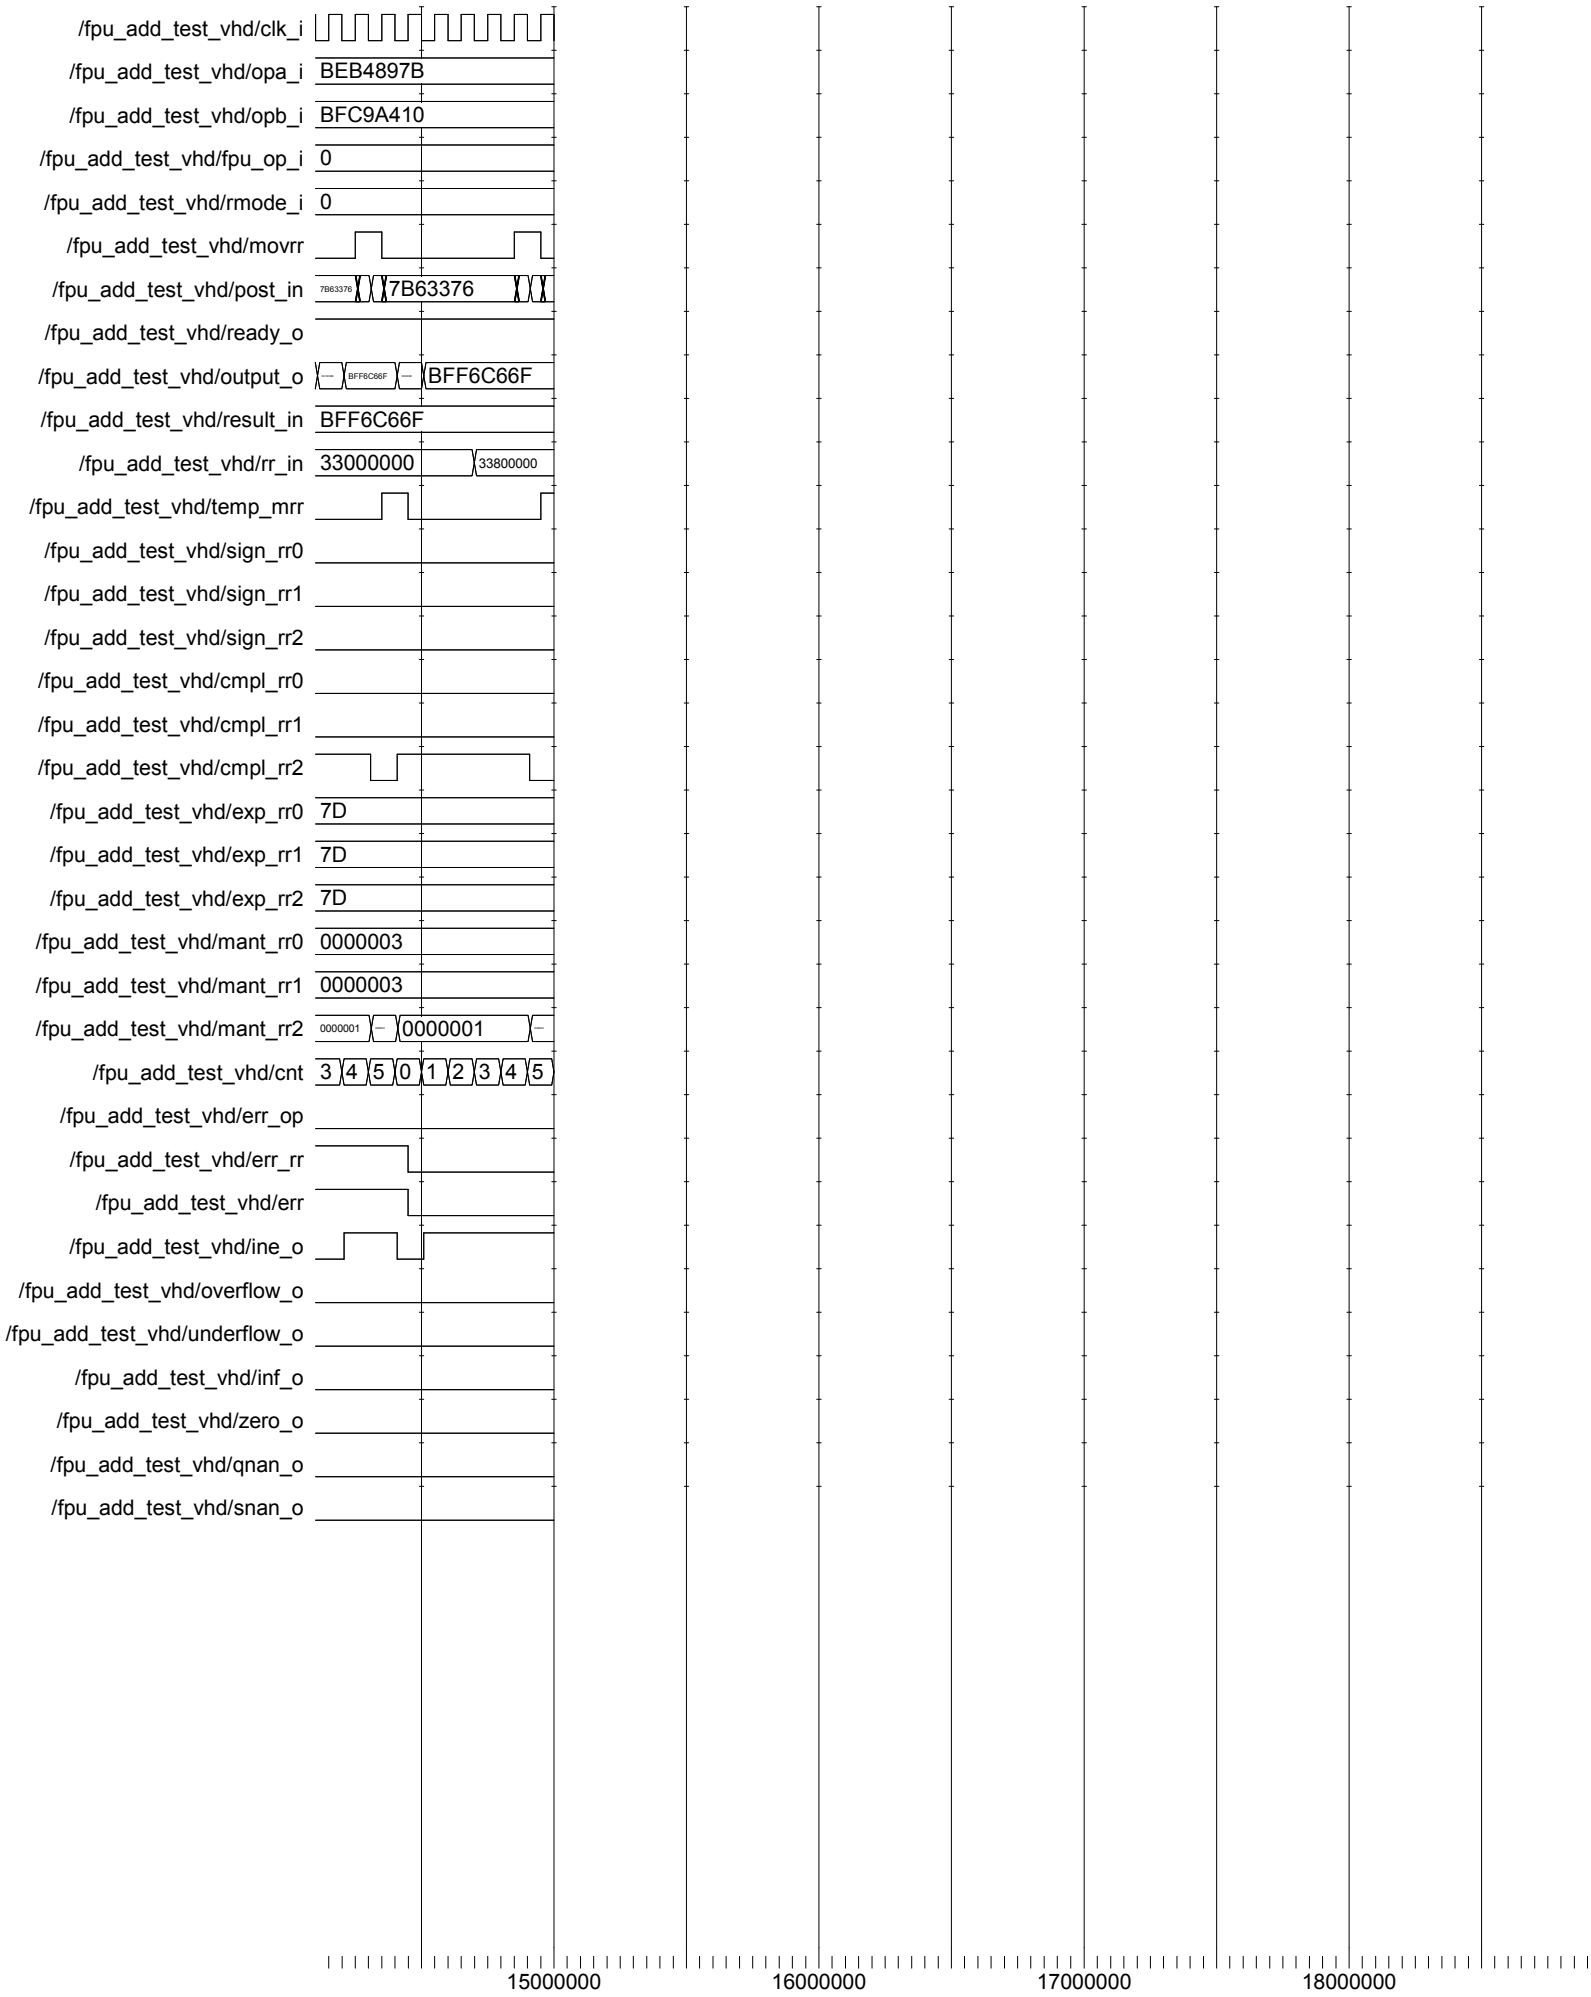 /fpu_add_test_vhd/clk_i
/fpu_add_test_vhd/opa_i BEB4897B
/fpu_add_test_vhd/opb_i BFC9A410
/fpu_add_test_vhd/fpu_op_i 0
/fpu_add_test_vhd/rmode_i 0
/fpu_add_test_vhd/movrr
/fpu_add_test_vhd/post_in 7B63376 7B63376
/fpu_add_test_vhd/ready_o
/fpu_add_test_vhd/output_o BFF6C66F BFF6C66F
/fpu_add_test_vhd/result_in BFF6C66F
/fpu_add_test_vhd/rr_in 33000000 33800000
/fpu_add_test_vhd/temp_mrr
/fpu_add_test_vhd/sign_rr0
/fpu_add_test_vhd/sign_rr1
/fpu_add_test_vhd/sign_rr2
/fpu_add_test_vhd/cmpl_rr0
/fpu_add_test_vhd/cmpl_rr1
/fpu_add_test_vhd/cmpl_rr2
/fpu_add_test_vhd/exp_rr0 7D
/fpu_add_test_vhd/exp_rr1 7D
/fpu_add_test_vhd/exp_rr2 7D
/fpu_add_test_vhd/mant_rr0 0000003
/fpu_add_test_vhd/mant_rr1 0000003
/fpu_add_test_vhd/mant_rr2 0000001 0000001
/fpu_add_test_vhd/cnt 3 4 5 0 1 2 3 4 5
/fpu_add_test_vhd/err_op
/fpu_add_test_vhd/err_rr
/fpu_add_test_vhd/err
/fpu_add_test_vhd/ine_o
/fpu_add_test_vhd/overflow_o
/fpu_add_test_vhd/underflow_o
/fpu_add_test_vhd/inf_o
/fpu_add_test_vhd/zero_o
/fpu_add_test_vhd/qnan_o
/fpu_add_test_vhd/snan_o
15000000 16000000 17000000 18000000